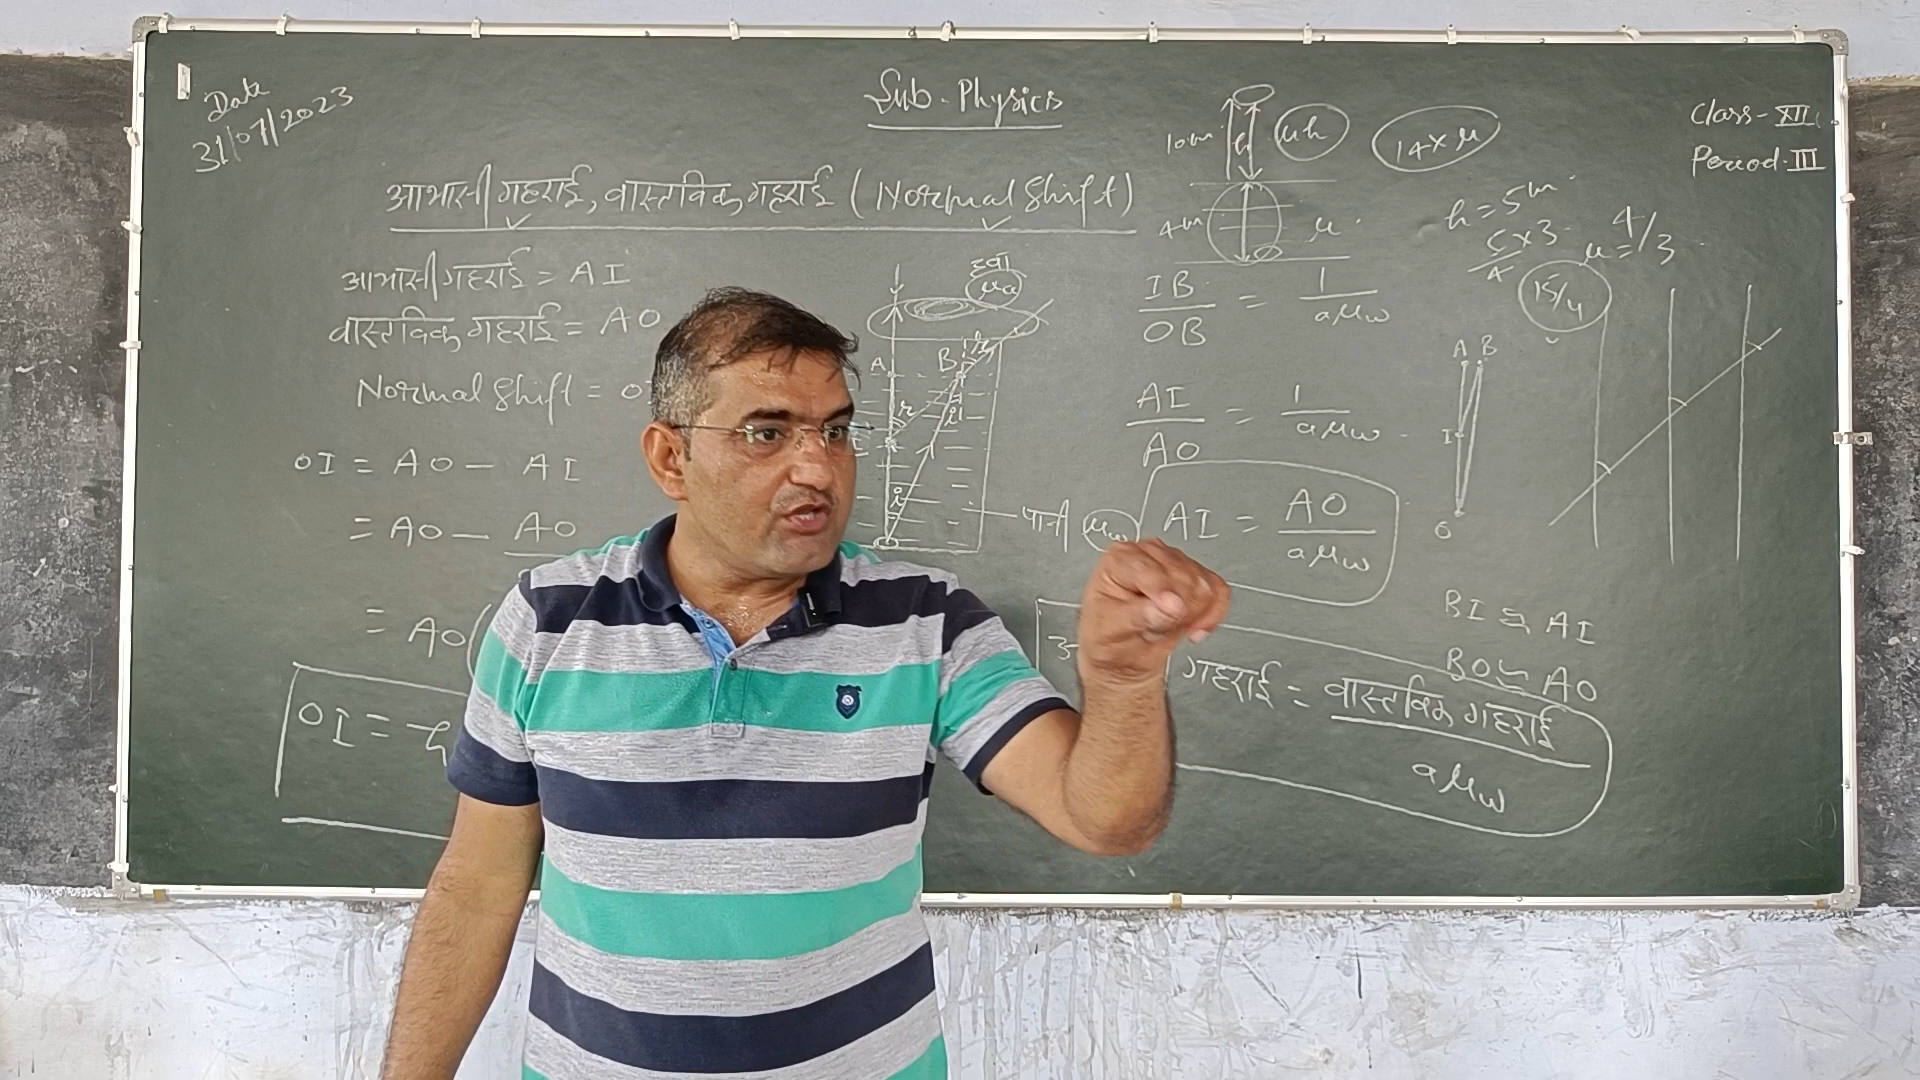 Date
31/07/2023
Sub - Physics
Class - XII
Period - III
आभासी गहराई, वास्तविक गहराई (Normal Shift)
आभासी गहराई = AI
वास्तविक गहराई = AO
Normal Shift = O
OI = AO - AI
= AO - AO
= AO (
OI = h
हवा
μa
A
B
r
r
i
i
पानी μw
10m
μh
14 x μ
4m
μ
h = 5m
5 x 3
4
μ = 4/3
15/4
IB / OB = 1 / aμw
AI / AO = 1 / aμw
AI = AO / aμw
A B
I
O
BI ≈ AI
BO ≈ AO
गहराई = वास्तविक गहराई / aμw